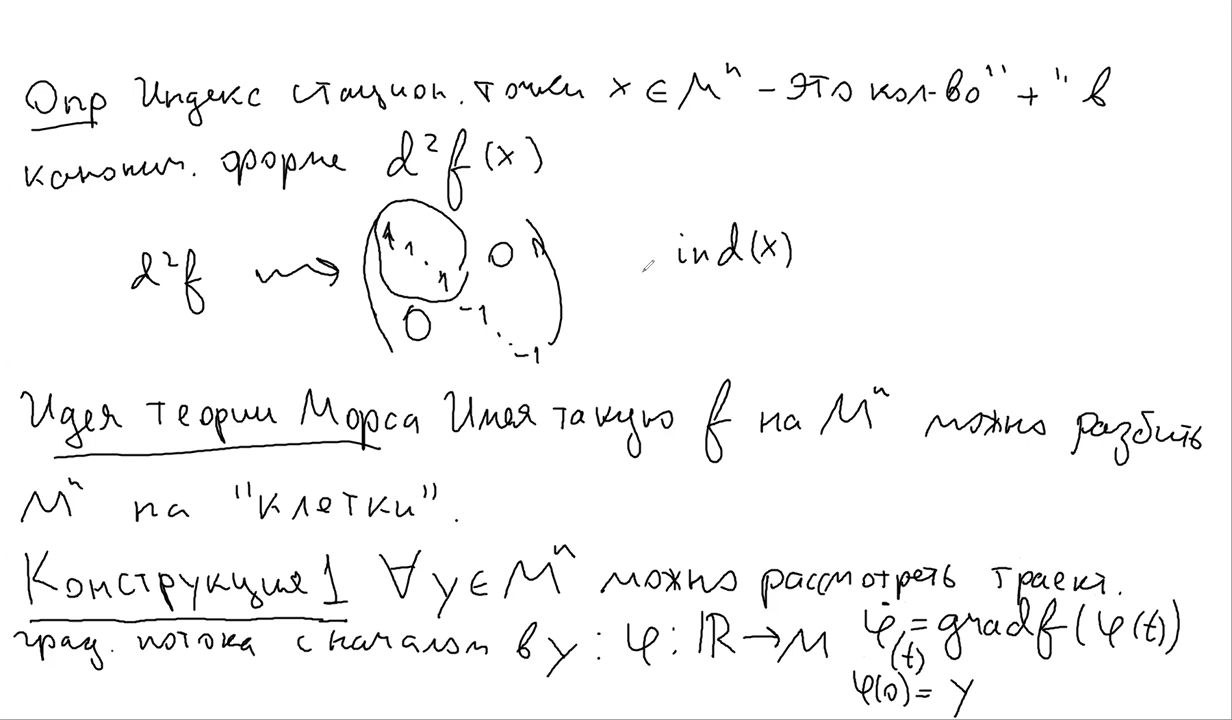 Опр Индекс стацион. точки x ∈ Mⁿ - это кол-во "+" в
канонич. форме d²f(x)
d²f ⇝ ( 1 1 . 1 0 0 -1 . . -1 ) ind(x)
Идея теории Морса Имея такую f на Mⁿ можно разбить
Mⁿ на "клетки".
Конструкция 1 ∀ y ∈ Mⁿ можно рассмотреть траект.
град. потока с началом в y : φ : ℝ → M φ̇(t) = grad f(φ(t))
φ(0) = y